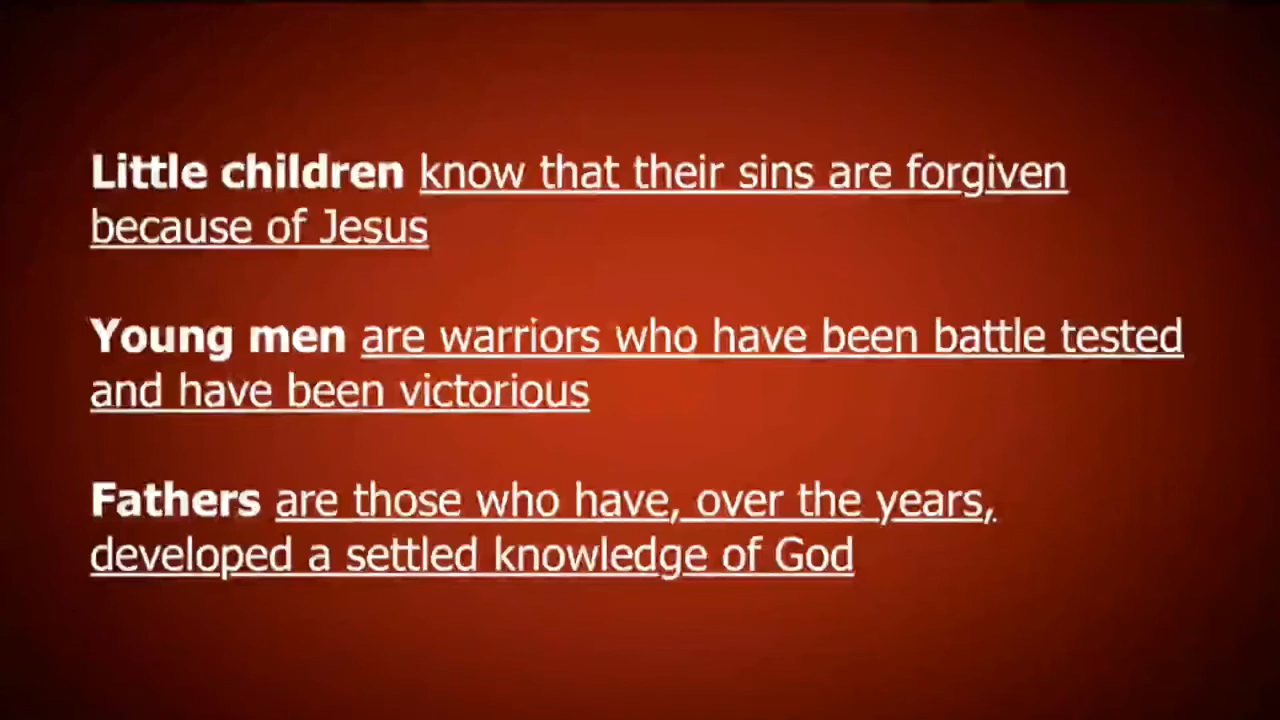 Little children know that their sins are forgiven
because of Jesus
Young men are warriors who have been battle tested
and have been victorious
Fathers are those who have, over the years,
developed a settled knowledge of God